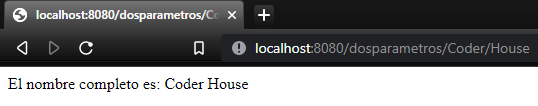 localhost:8080/dosparametros/Co
localhost:8080/dosparametros/Coder/House
El nombre completo es: Coder House